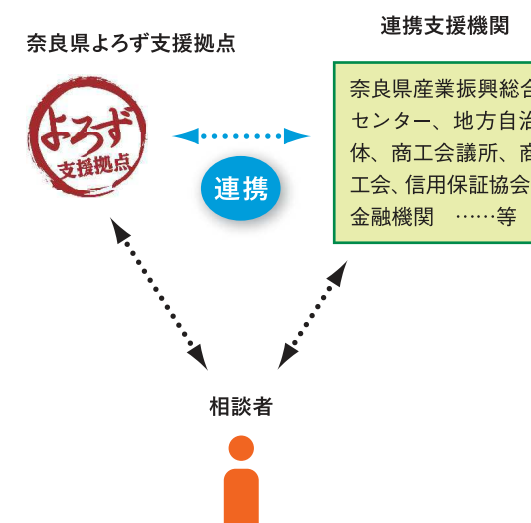 連携支援機関
奈良県よろず支援拠点
奈良県産業振興総合
センター、地方自治
体、商工会議所、商
工会、信用保証協会
金融機関　……等
よろず
支援拠点
連携
相談者